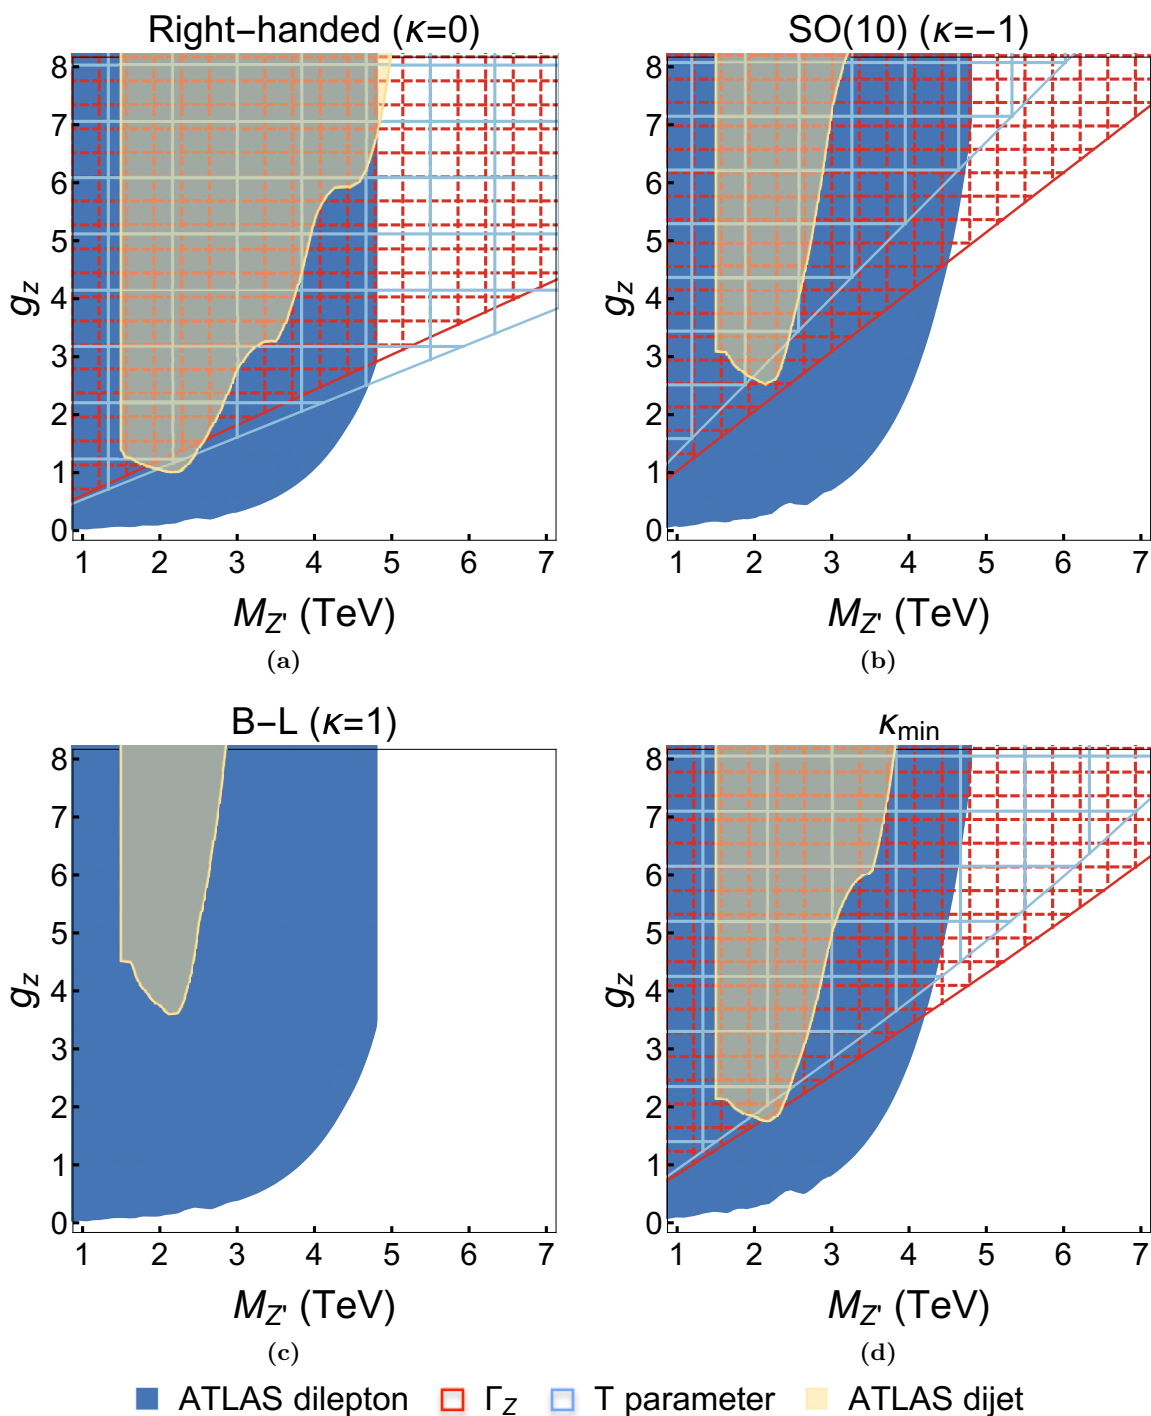 Right−handed (κ=0)
8
7
6
5
4
3
2
1
0
g_z
1 2 3 4 5 6 7
M_Z' (TeV)
(a)
SO(10) (κ=−1)
8
7
6
5
4
3
2
1
0
g_z
1 2 3 4 5 6 7
M_Z' (TeV)
(b)
B−L (κ=1)
8
7
6
5
4
3
2
1
0
g_z
1 2 3 4 5 6 7
M_Z' (TeV)
(c)
κ_min
8
7
6
5
4
3
2
1
0
g_z
1 2 3 4 5 6 7
M_Z' (TeV)
(d)
ATLAS dilepton Γ_Z T parameter ATLAS dijet